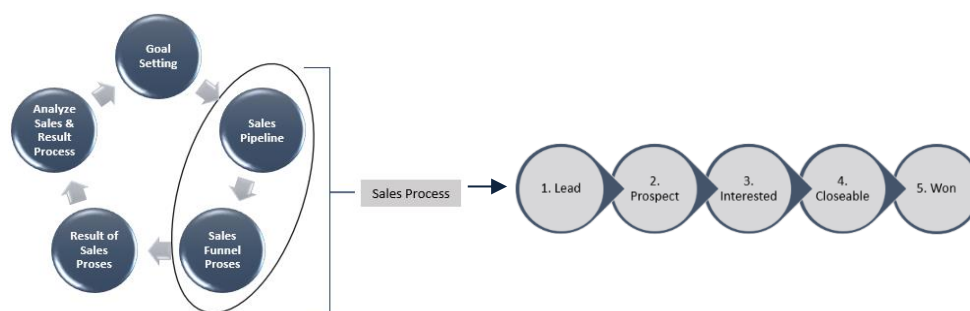 Goal
Setting
Sales
Pipeline
Sales
Funnel
Proses
Result of
Sales
Proses
Analyze
Sales &
Result
Process
Sales Process
1. Lead
2.
Prospect
3.
Interested
4.
Closeable
5. Won